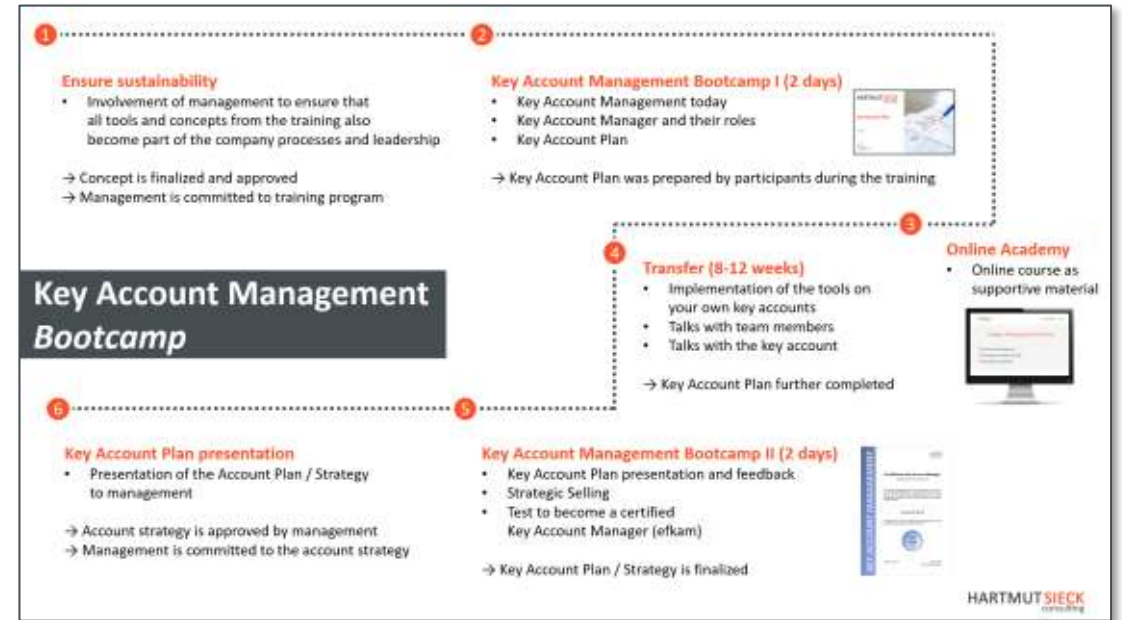 1
Ensure sustainability
• Involvement of management to ensure that
all tools and concepts from the training also
become part of the company processes and leadership
→ Concept is finalized and approved
→ Management is committed to training program
2
Key Account Management Bootcamp I (2 days)
• Key Account Management today
• Key Account Manager and their roles
• Key Account Plan
→ Key Account Plan was prepared by participants during the training
HARTMUT SIECK
3
Online Academy
• Online course as
supportive material
4
Transfer (8-12 weeks)
• Implementation of the tools on
your own key accounts
• Talks with team members
• Talks with the key account
→ Key Account Plan further completed
Key Account Management
Bootcamp
5
Key Account Management Bootcamp II (2 days)
• Key Account Plan presentation and feedback
• Strategic Selling
• Test to become a certified
Key Account Manager (efkam)
→ Key Account Plan / Strategy is finalized
KEY ACCOUNT MANAGEMENT
6
Key Account Plan presentation
• Presentation of the Account Plan / Strategy
to management
→ Account strategy is approved by management
→ Management is committed to the account strategy
HARTMUT SIECK
consulting